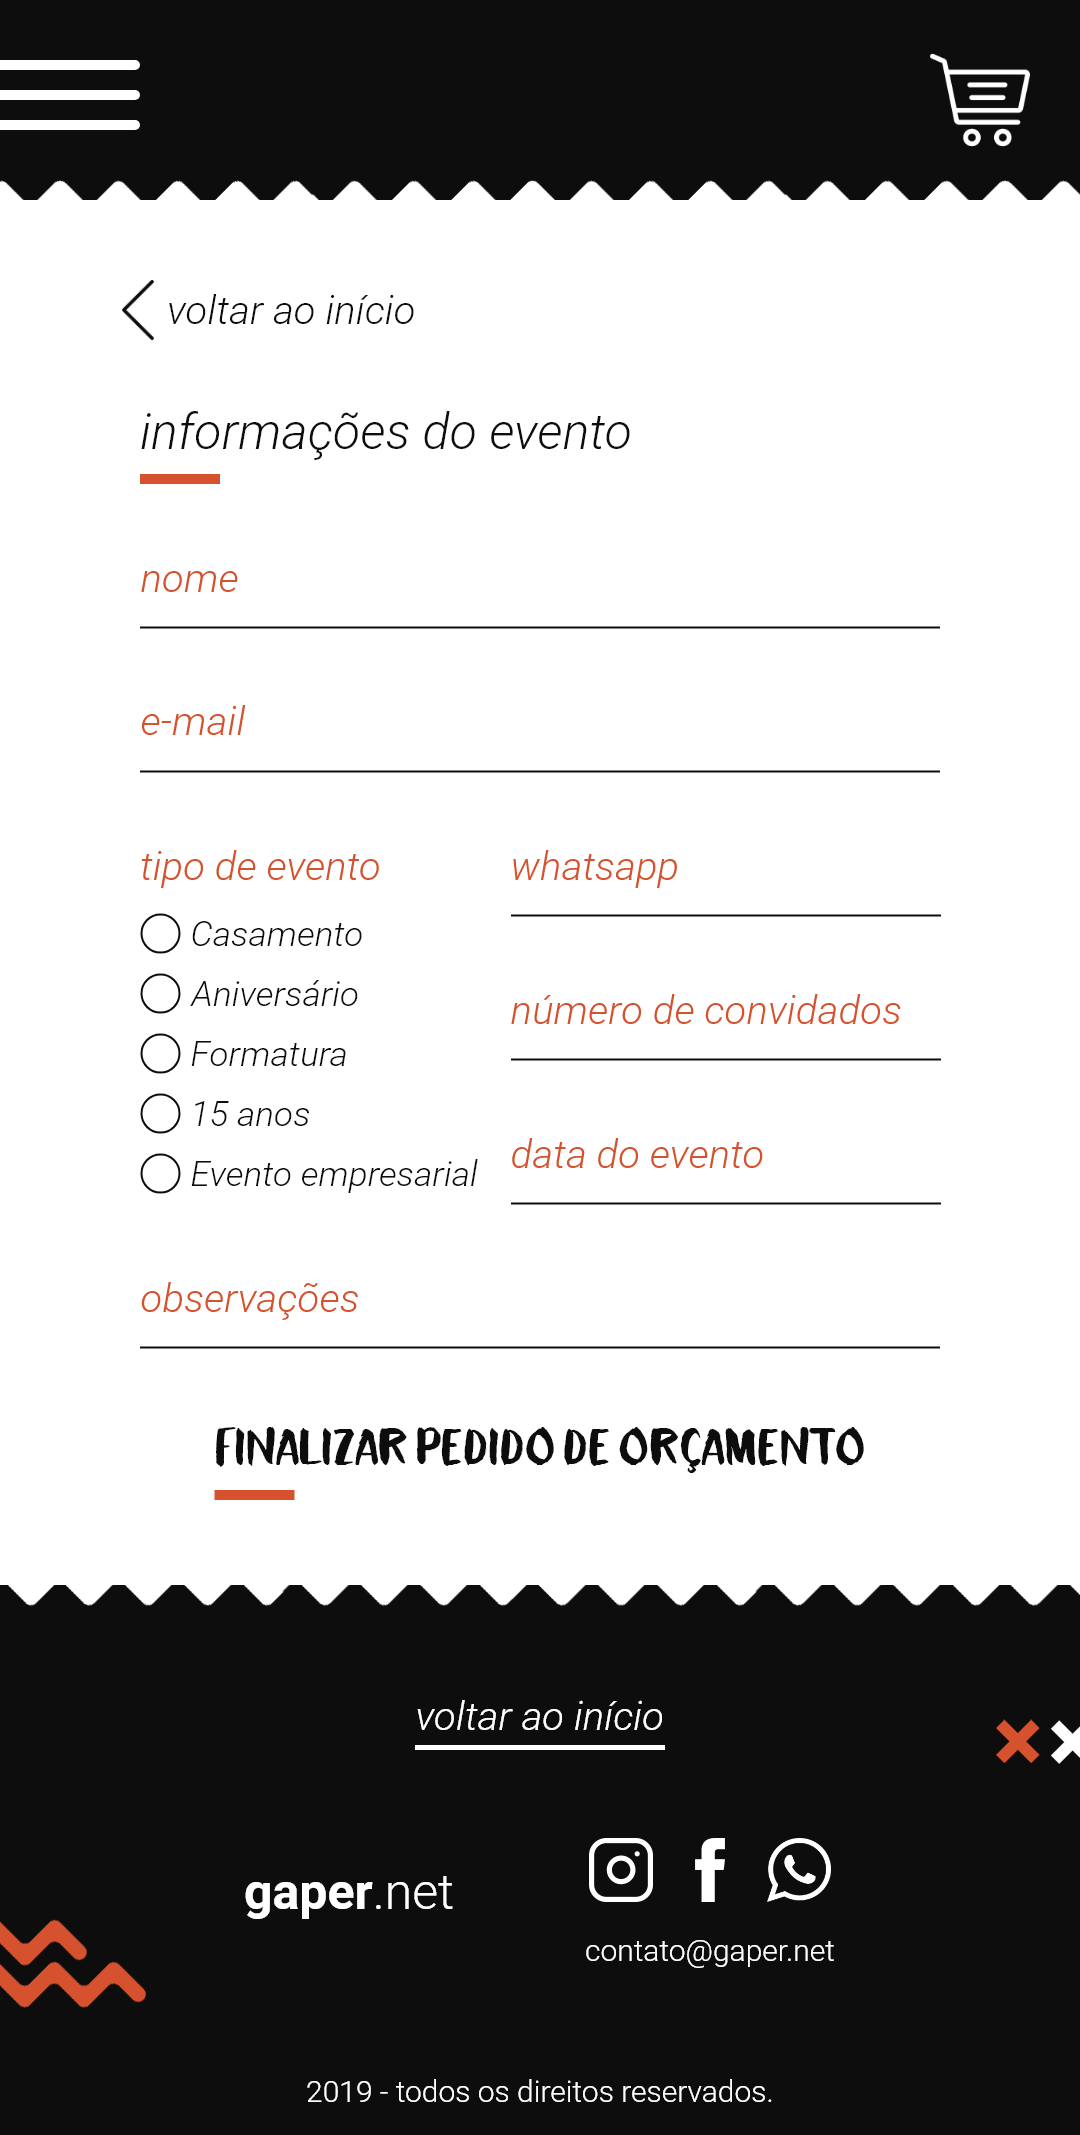 voltar ao início
informações do evento
nome
e-mail
tipo de evento
Casamento
Aniversário
Formatura
15 anos
Evento empresarial
whatsapp
número de convidados
data do evento
observações
FINALIZAR PEDIDO DE ORÇAMENTO
voltar ao início
gaper.net
contato@gaper.net
2019 - todos os direitos reservados.